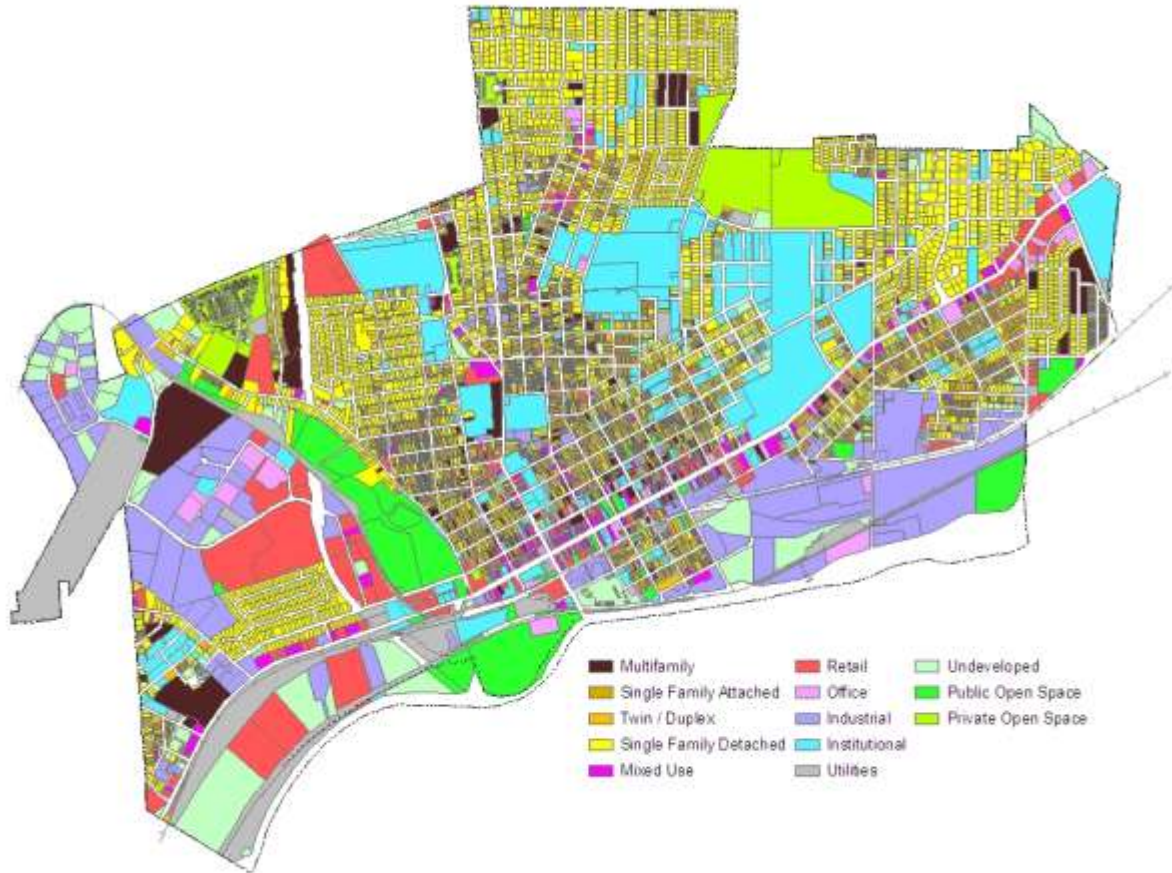 Multifamily
Single Family Attached
Twin / Duplex
Single Family Detached
Mixed Use
Retail
Office
Industrial
Institutional
Utilities
Undeveloped
Public Open Space
Private Open Space